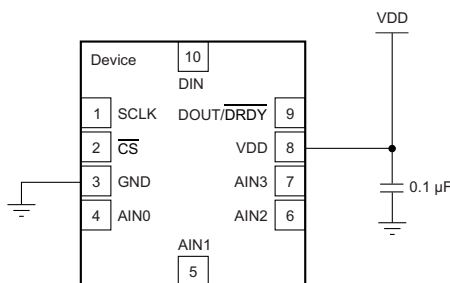 VDD
Device
10
DIN
1 SCLK DOUT/DRDY 9
2 CS VDD 8
3 GND AIN3 7
0.1 µF
4 AIN0 AIN2 6
AIN1
5